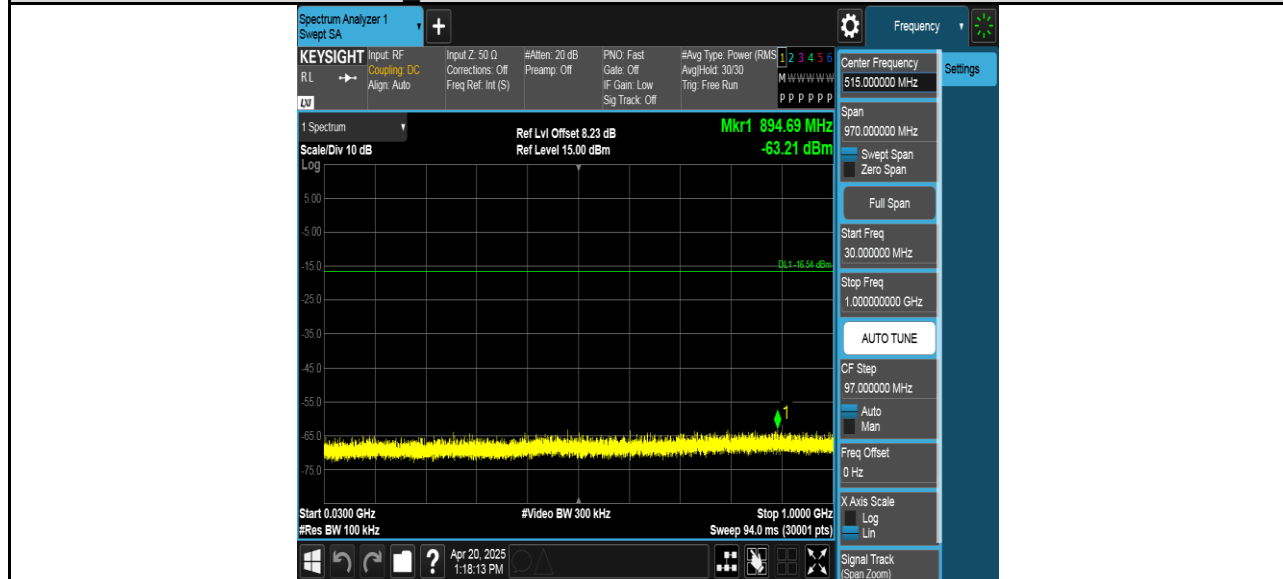 Spectrum Analyzer 1
Swept SA
+
Frequency
KEYSIGHT
RL
LXI
Input: RF
Coupling: DC
Align: Auto
Input Z: 50 Ω
Corrections: Off
Freq Ref: Int (S)
#Atten: 20 dB
Preamp: Off
PNO: Fast
Gate: Off
IF Gain: Low
Sig Track: Off
#Avg Type: Power (RMS
Avg|Hold: 30/30
Trig: Free Run
1 2 3 4 5 6
M W W W W W
P P P P P P
1 Spectrum
Scale/Div 10 dB
Log
Ref Lvl Offset 8.23 dB
Ref Level 15.00 dBm
Mkr1 894.69 MHz
-63.21 dBm
5.00
-5.00
-15.0
DL1 -16.54 dBm
-25.0
-35.0
-45.0
-55.0
1
-65.0
-75.0
Start 0.0300 GHz
#Video BW 300 kHz
Stop 1.0000 GHz
#Res BW 100 kHz
Sweep 94.0 ms (30001 pts)
?
Apr 20, 2025
1:18:13 PM
Center Frequency
515.000000 MHz
Settings
Span
970.000000 MHz
Swept Span
Zero Span
Full Span
Start Freq
30.000000 MHz
Stop Freq
1.000000000 GHz
AUTO TUNE
CF Step
97.000000 MHz
Auto
Man
Freq Offset
0 Hz
X Axis Scale
Log
Lin
Signal Track
(Span Zoom)